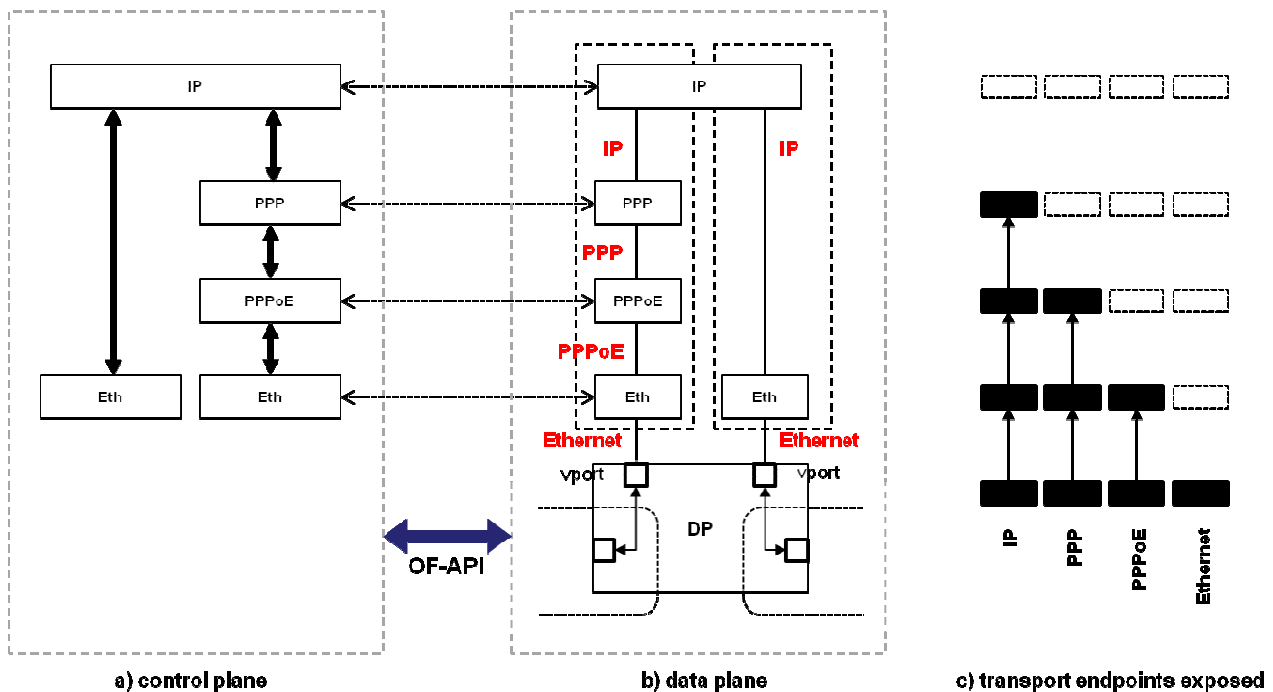 IP
IP
IP
IP
PPP
PPP
PPP
PPPoE
PPPoE
PPPoE
Eth
Eth
Eth
Eth
Ethernet
Ethernet
vport
vport
DP
OF-API
IP
PPP
PPPoE
Ethernet
a) control plane
b) data plane
c) transport endpoints exposed